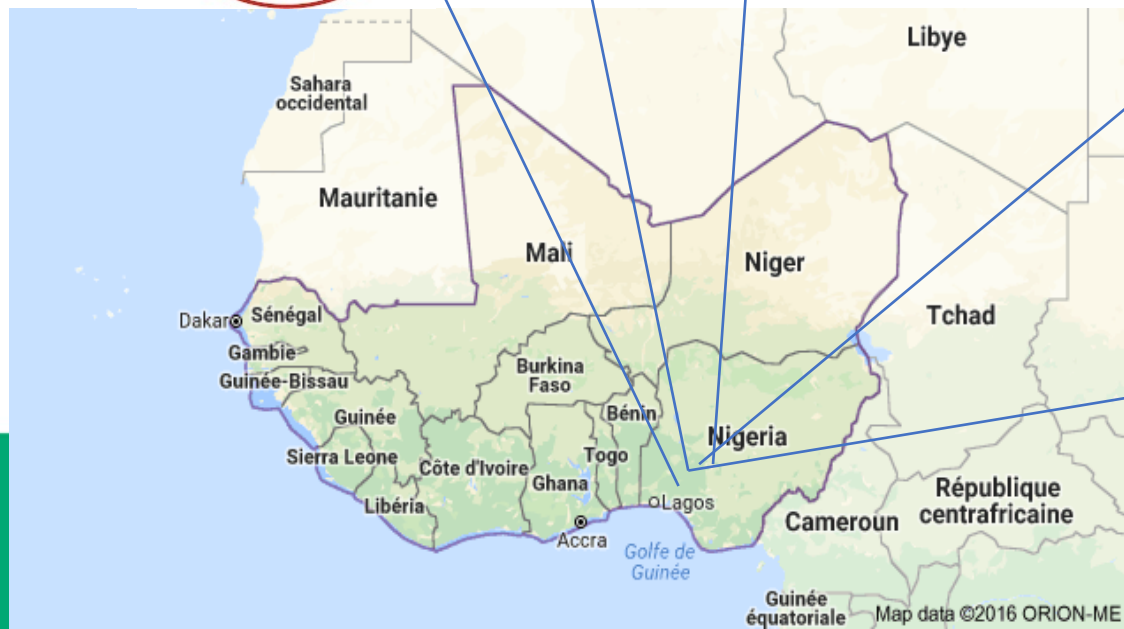 Libye
Sahara
occidental
Mauritanie
Mali
Niger
Dakar
Sénégal
Tchad
Gambie
Guinée-Bissau
Burkina
Faso
Guinée
Bénin
Nigeria
Sierra Leone
Côte d'Ivoire
Togo
Ghana
Libéria
Lagos
République
centrafricaine
Cameroun
Accra
Golfe de
Guinée
Guinée
équatoriale
Map data ©2016 ORION-ME